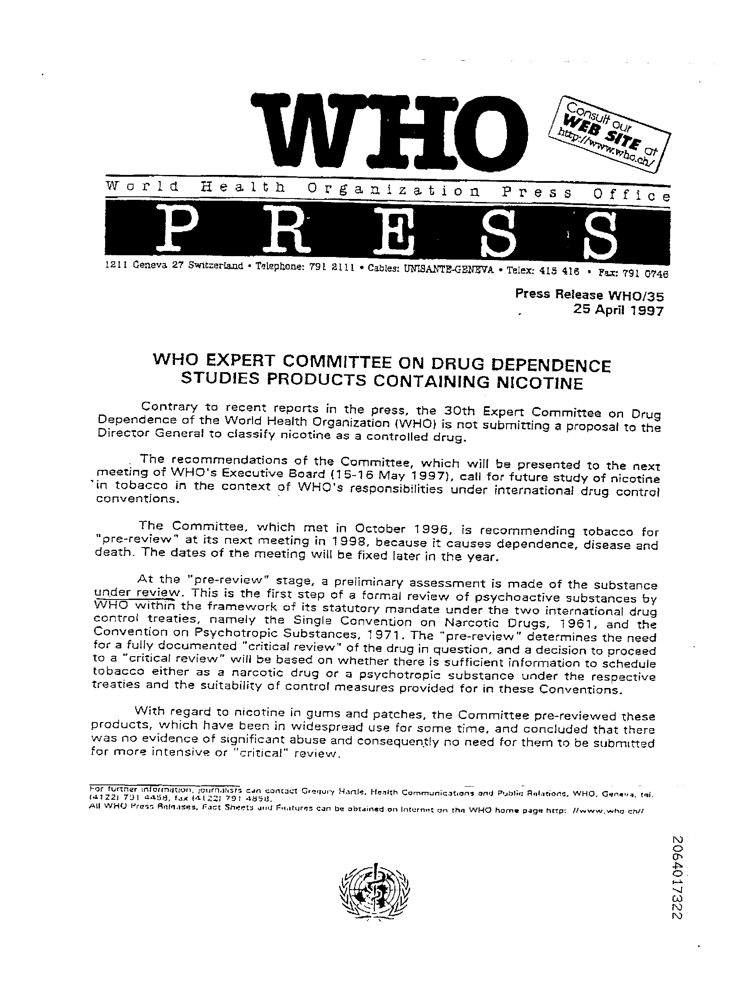 WHO
Consult our
WEB SITE at
http://www.who.ch/
World Health Organization Press Office
PRESS
1211 Geneva 27 Switzerland • Telephone: 791 2111 • Cables: UNISANTE-GENEVA • Telex: 415 416 • Fax: 791 0746
Press Release WHO/35
25 April 1997
WHO EXPERT COMMITTEE ON DRUG DEPENDENCE
STUDIES PRODUCTS CONTAINING NICOTINE
Contrary to recent reports in the press, the 30th Expert Committee on Drug
Dependence of the World Health Organization (WHO) is not submitting a proposal to the
Director General to classify nicotine as a controlled drug.
The recommendations of the Committee, which will be presented to the next
meeting of WHO's Executive Board (15-16 May 1997), call for future study of nicotine
in tobacco in the context of WHO's responsibilities under international drug control
conventions.
The Committee, which met in October 1996, is recommending tobacco for
"pre-review" at its next meeting in 1998, because it causes dependence, disease and
death. The dates of the meeting will be fixed later in the year.
At the "pre-review" stage, a preliminary assessment is made of the substance
under review. This is the first step of a formal review of psychoactive substances by
WHO within the framework of its statutory mandate under the two international drug
control treaties, namely the Single Convention on Narcotic Drugs, 1961, and the
Convention on Psychotropic Substances, 1971. The "pre-review" determines the need
for a fully documented "critical review" of the drug in question, and a decision to proceed
to a "critical review" will be based on whether there is sufficient information to schedule
tobacco either as a narcotic drug or a psychotropic substance under the respective
treaties and the suitability of control measures provided for in these Conventions.
With regard to nicotine in gums and patches, the Committee pre-reviewed these
products, which have been in widespread use for some time, and concluded that there
was no evidence of significant abuse and consequently no need for them to be submitted
for more intensive or "critical" review.
For further information, journalists can contact Gregory Hartle, Health Communications and Public Relations, WHO, Geneva, tel.
(4122) 791 4458, fax (4122) 791 4858.
All WHO Press Releases, Fact Sheets and Features can be obtained on Internet on the WHO home page http: //www.who ch//
2064017322